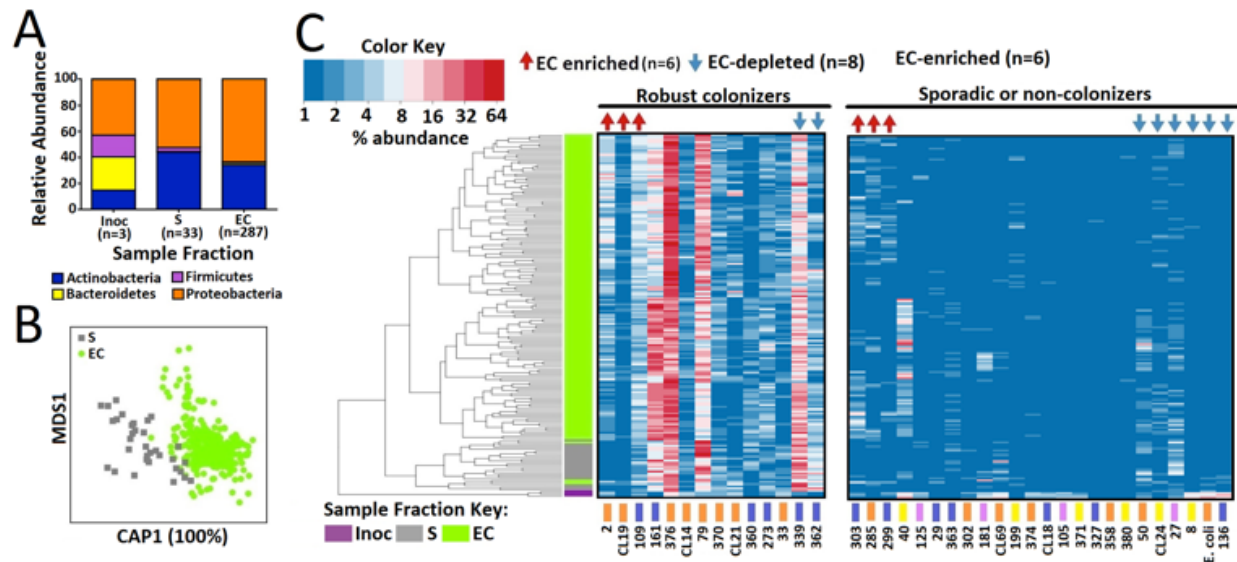 A
Relative Abundance
100
80
60
40
20
0
Inoc S EC
(n=3) (n=33) (n=287)
Sample Fraction
Actinobacteria Firmicutes
Bacteroidetes Proteobacteria
B
S
EC
MDS1
CAP1 (100%)
C
Color Key
1 2 4 8 16 32 64
% abundance
EC enriched (n=6) EC-depleted (n=8) EC-enriched (n=6)
Robust colonizers Sporadic or non-colonizers
Sample Fraction Key:
Inoc S EC
2 CL19 109 161 376 CL14 79 370 CL21 360 273 33 339 362
303 285 299 40 125 29 363 302 181 CL69 199 374 CL18 105 371 327 358 380 50 CL24 27 8 E. coli 136